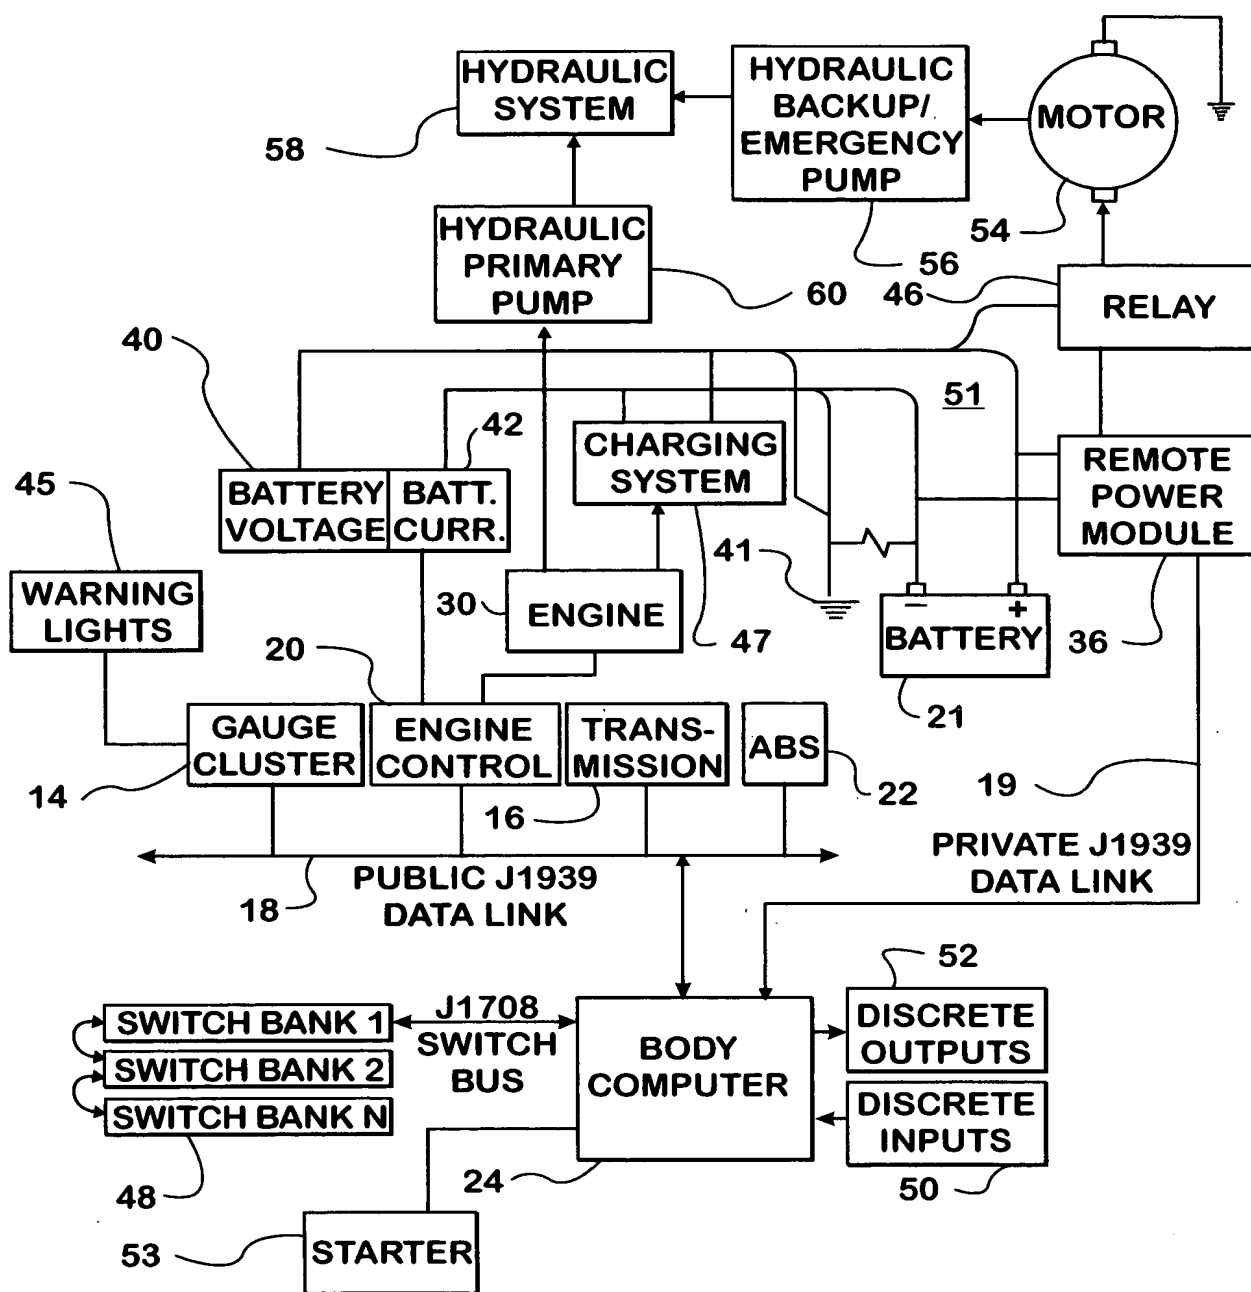 HYDRAULIC
SYSTEM
58
HYDRAULIC
BACKUP/
EMERGENCY
PUMP
56
MOTOR
54
HYDRAULIC
PRIMARY
PUMP
60
46
RELAY
40
42
51
BATTERY
VOLTAGE
BATT.
CURR.
CHARGING
SYSTEM
47
REMOTE
POWER
MODULE
36
45
WARNING
LIGHTS
30
ENGINE
41
–
+
BATTERY
21
20
GAUGE
CLUSTER
14
ENGINE
CONTROL
TRANS-
MISSION
16
ABS
22
19
PUBLIC J1939
DATA LINK
18
PRIVATE J1939
DATA LINK
SWITCH BANK 1
SWITCH BANK 2
SWITCH BANK N
48
J1708
SWITCH
BUS
BODY
COMPUTER
24
52
DISCRETE
OUTPUTS
DISCRETE
INPUTS
50
53
STARTER